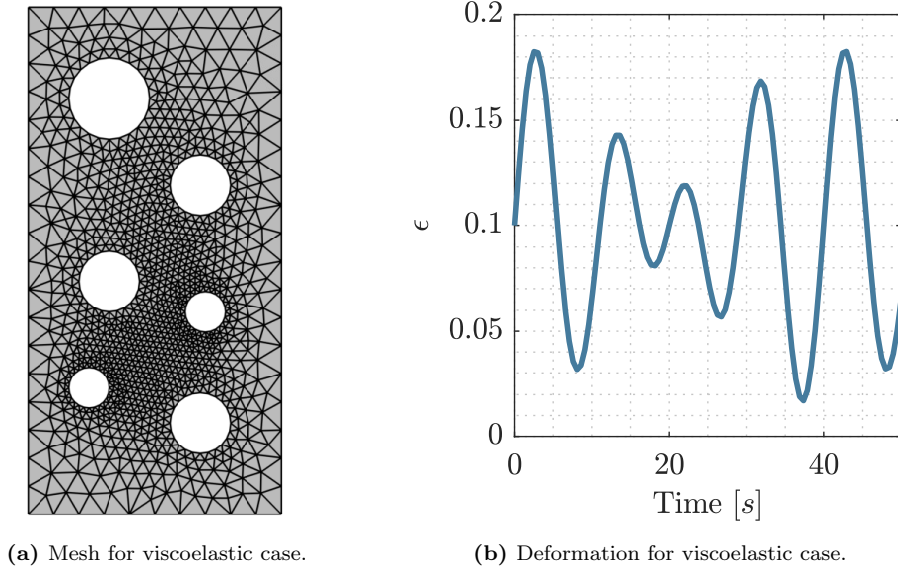 0.2
0.15
0.1
0.05
0
ϵ
0 20 40
Time [s]
(a) Mesh for viscoelastic case.
(b) Deformation for viscoelastic case.